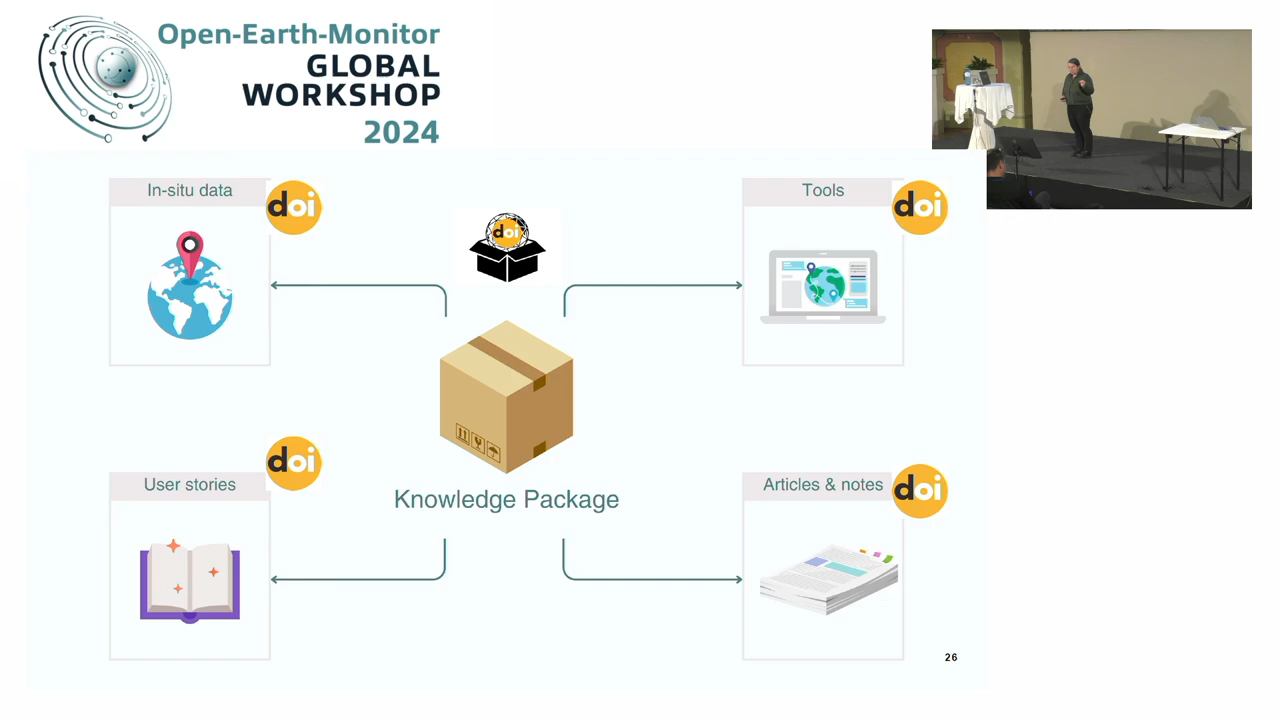 Open-Earth-Monitor
GLOBAL
WORKSHOP
2024
In-situ data
doi
doi
Tools
doi
User stories
doi
Knowledge Package
Articles & notes
doi
26